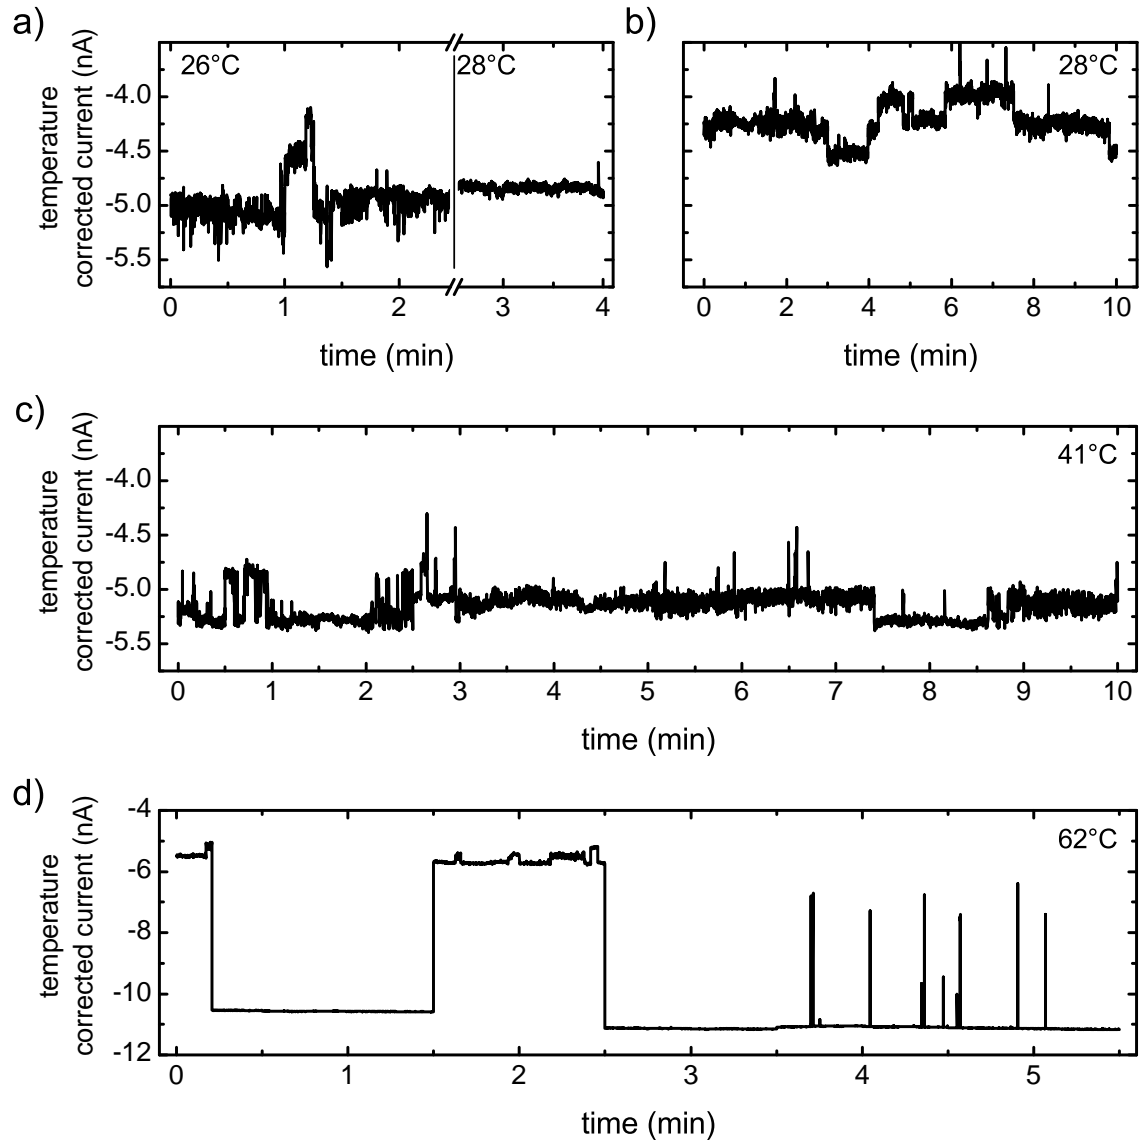 a)
temperature
corrected current (nA)
26°C
28°C
-4.0
-4.5
-5.0
-5.5
0 1 2 3 4
time (min)
b)
28°C
0 2 4 6 8 10
time (min)
c)
temperature
corrected current (nA)
41°C
-4.0
-4.5
-5.0
-5.5
0 1 2 3 4 5 6 7 8 9 10
time (min)
d)
temperature
corrected current (nA)
62°C
-4
-6
-8
-10
-12
0 1 2 3 4 5
time (min)